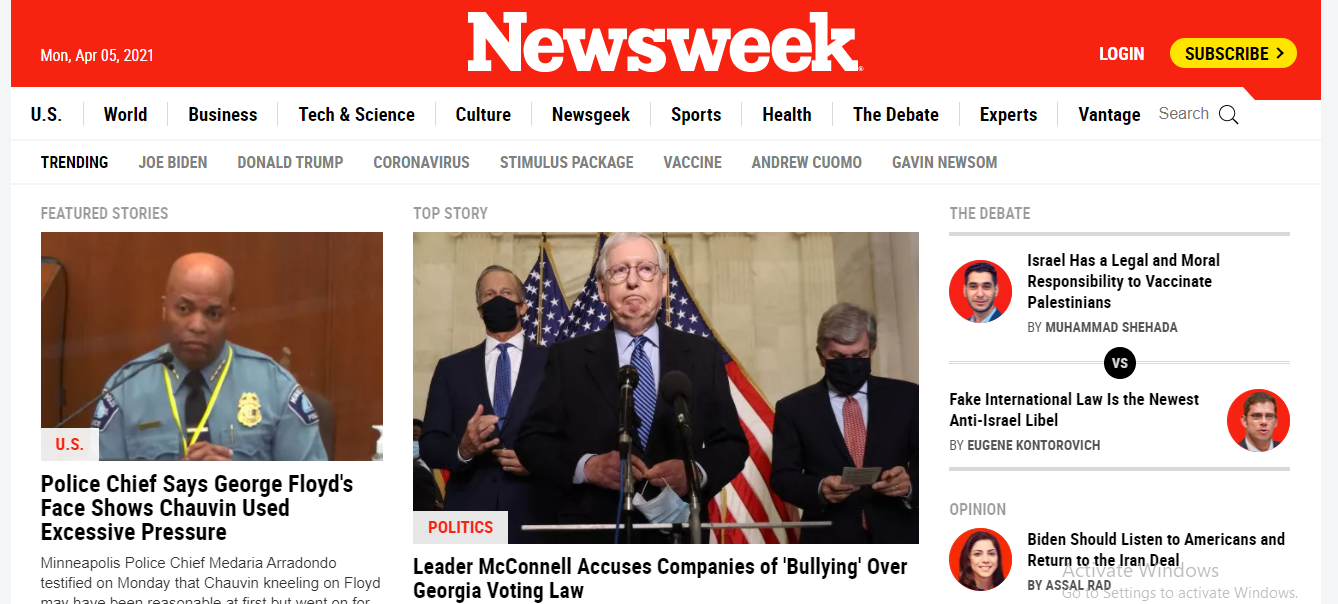 Mon, Apr 05, 2021
Newsweek
LOGIN
SUBSCRIBE >
U.S.
World
Business
Tech & Science
Culture
Newsgeek
Sports
Health
The Debate
Experts
Vantage
Search
TRENDING
JOE BIDEN
DONALD TRUMP
CORONAVIRUS
STIMULUS PACKAGE
VACCINE
ANDREW CUOMO
GAVIN NEWSOM
FEATURED STORIES
U.S.
Police Chief Says George Floyd's
Face Shows Chauvin Used
Excessive Pressure
Minneapolis Police Chief Medaria Arradondo
testified on Monday that Chauvin kneeling on Floyd
may have been reasonable at first but went on for
TOP STORY
POLITICS
Leader McConnell Accuses Companies of 'Bullying' Over
Georgia Voting Law
THE DEBATE
Israel Has a Legal and Moral
Responsibility to Vaccinate
Palestinians
BY MUHAMMAD SHEHADA
VS
Fake International Law Is the Newest
Anti-Israel Libel
BY EUGENE KONTOROVICH
OPINION
Biden Should Listen to Americans and
Return to the Iran Deal
BY ASSAL RAD
Activate Windows
Go to Settings to activate Windows.